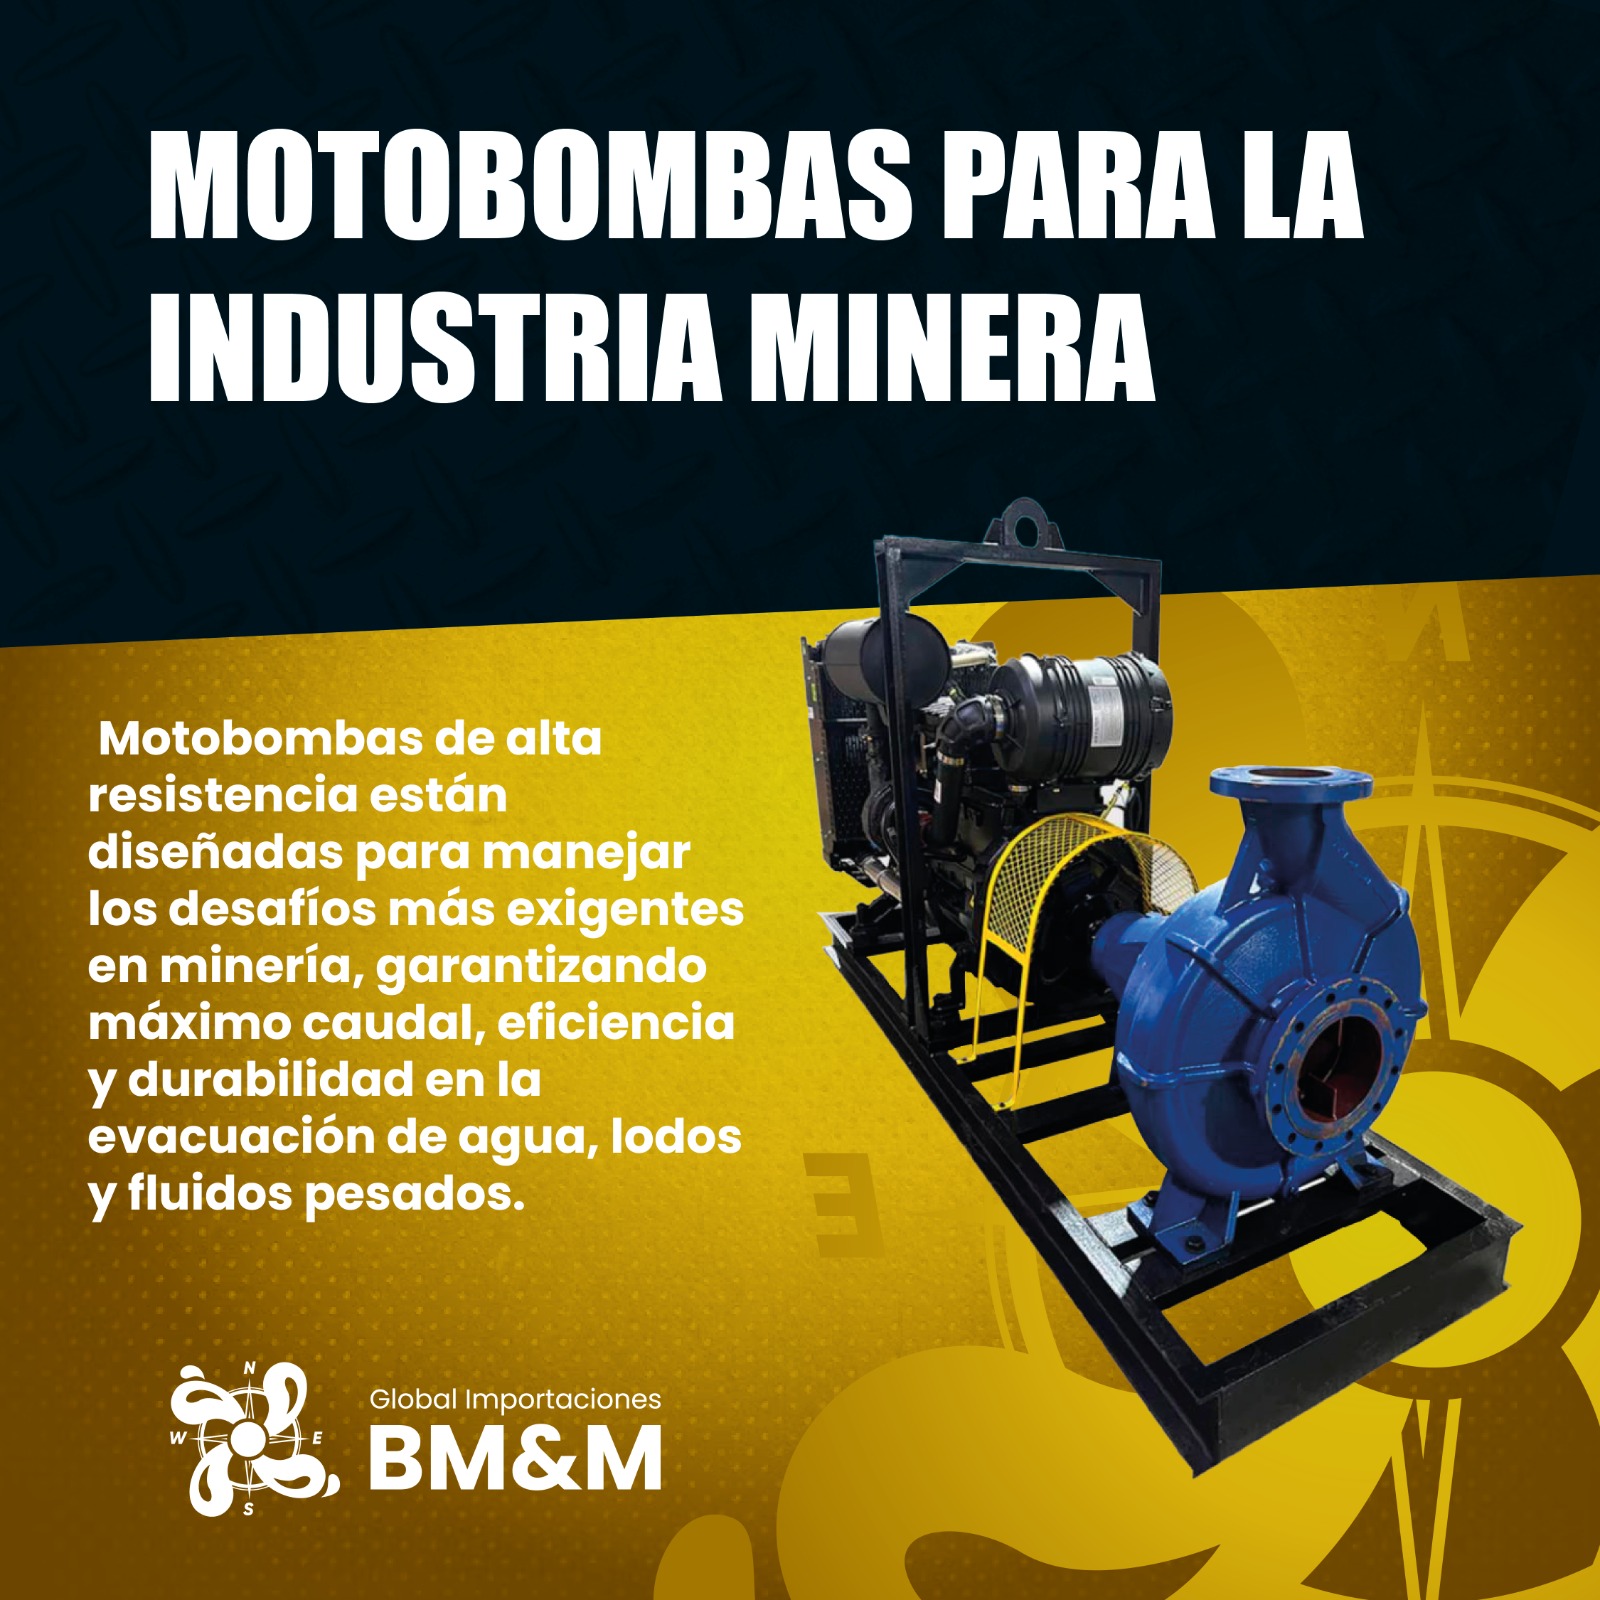 MOTOBOMBAS PARA LA
INDUSTRIA MINERA
Motobombas de alta
resistencia están
diseñadas para manejar
los desafíos más exigentes
en minería, garantizando
máximo caudal, eficiencia
y durabilidad en la
evacuación de agua, lodos
y fluidos pesados.
N
W E
S
Global Importaciones
BM&M